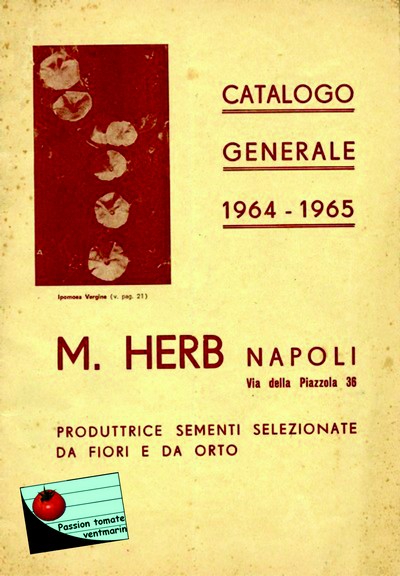 CATALOGO
GENERALE
1964 - 1965
Ipomoea Vergine (v. pag. 21)
M. HERB NAPOLI
Via della Piazzola 36
PRODUTTRICE SEMENTI SELEZIONATE
DA FIORI E DA ORTO
Passion tomate
ventmarin